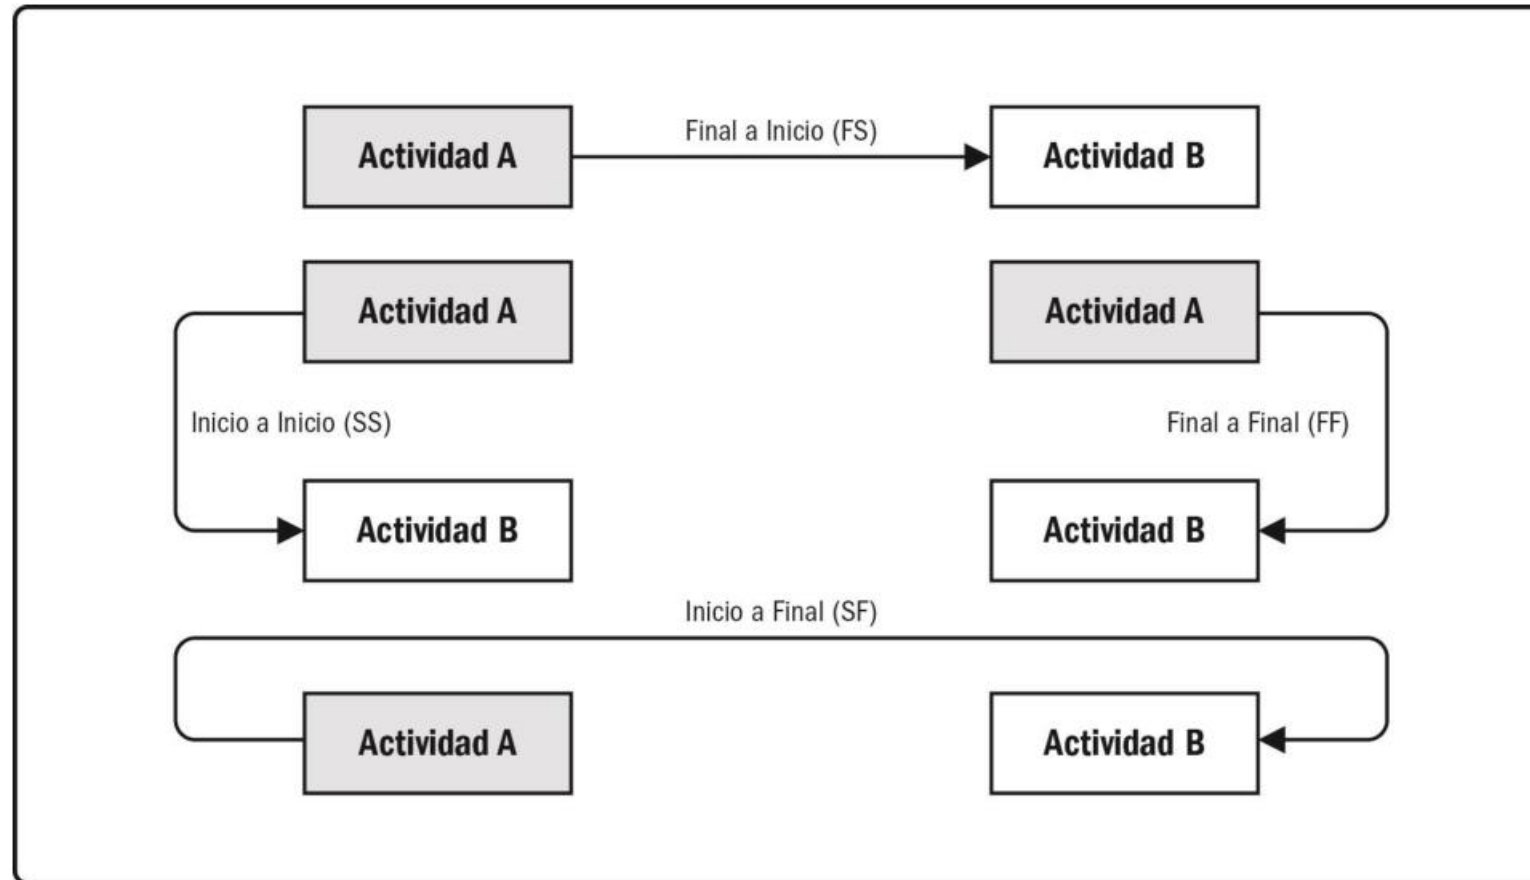 Actividad A
Final a Inicio (FS)
Actividad B
Actividad A
Actividad A
Inicio a Inicio (SS)
Final a Final (FF)
Actividad B
Actividad B
Inicio a Final (SF)
Actividad A
Actividad B